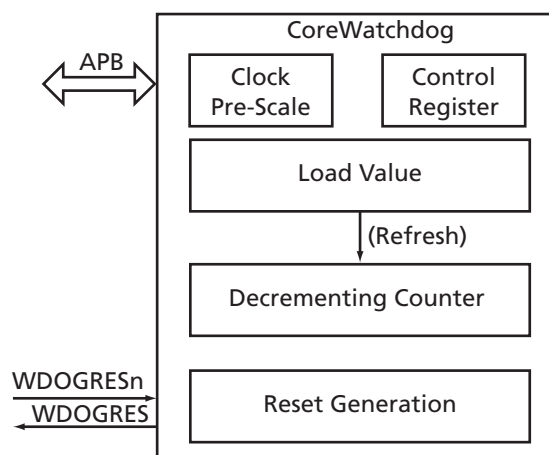 CoreWatchdog
APB
Clock
Pre-Scale
Control
Register
Load Value
(Refresh)
Decrementing Counter
WDOGRESn
WDOGRES
Reset Generation